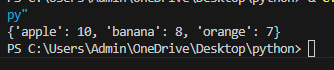 py"
{'apple': 10, 'banana': 8, 'orange': 7}
PS C:\Users\Admin\OneDrive\Desktop\python>